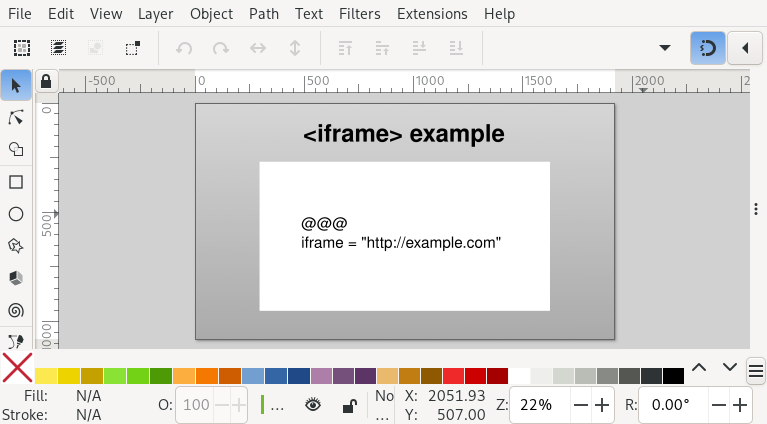 File Edit View Layer Object Path Text Filters Extensions Help
-500 0 500 1000 1500 2000 2
0
500
1000
<iframe> example
@@@
iframe = "http://example.com"
Fill: N/A
Stroke: N/A
O: 100
...
No
...
X: 2051.93
Y: 507.00
Z: 22%
R: 0.00°